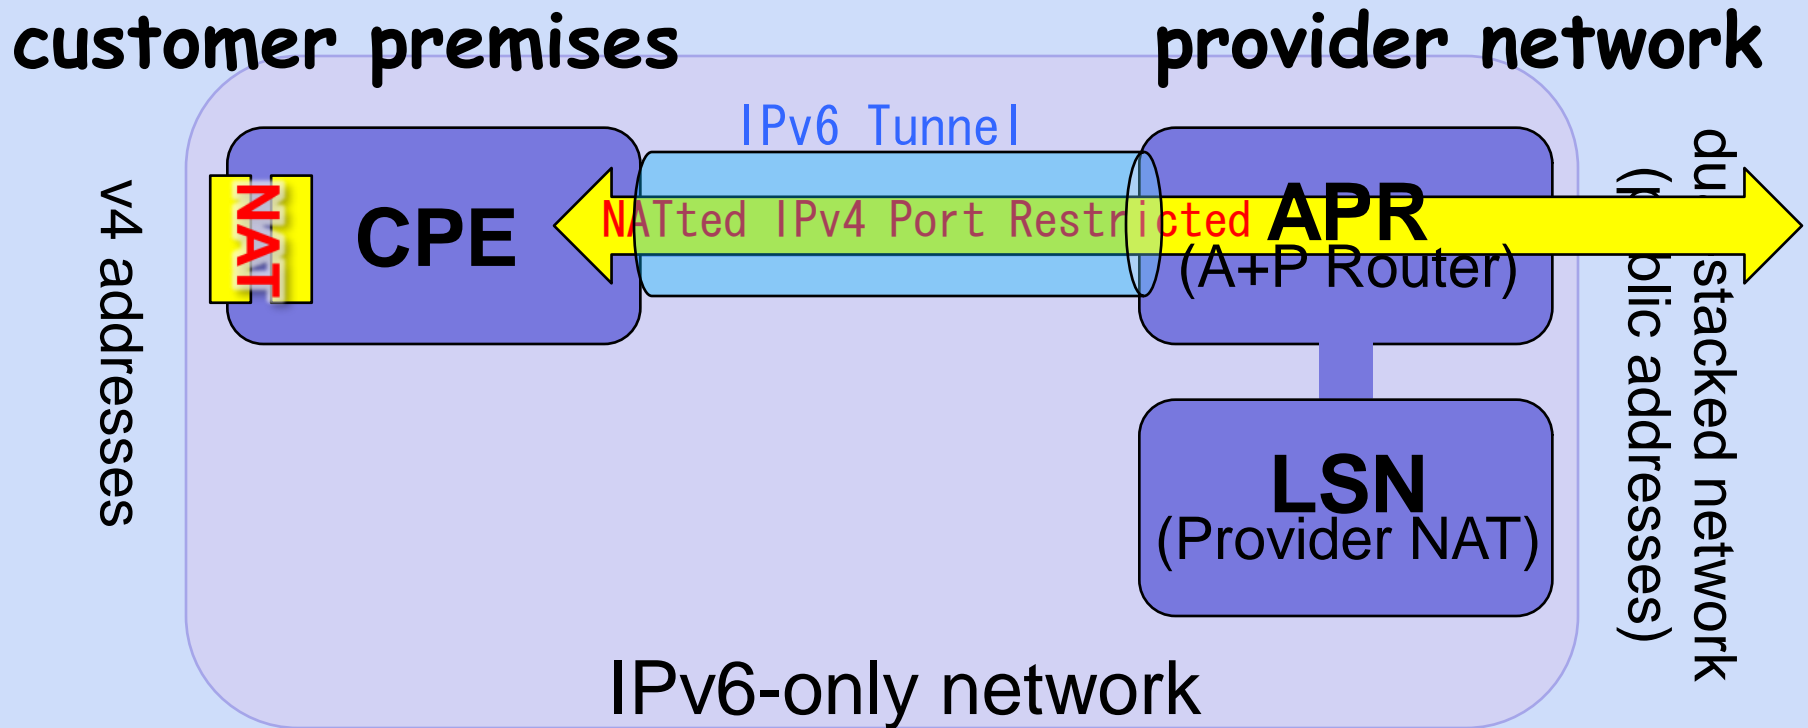 customer premises
provider network
IPv6 Tunnel
NAT
CPE
NATted IPv4 Port Restricted
APR
(A+P Router)
v4 addresses
stacked network
addresses)
LSN
(Provider NAT)
IPv6-only network